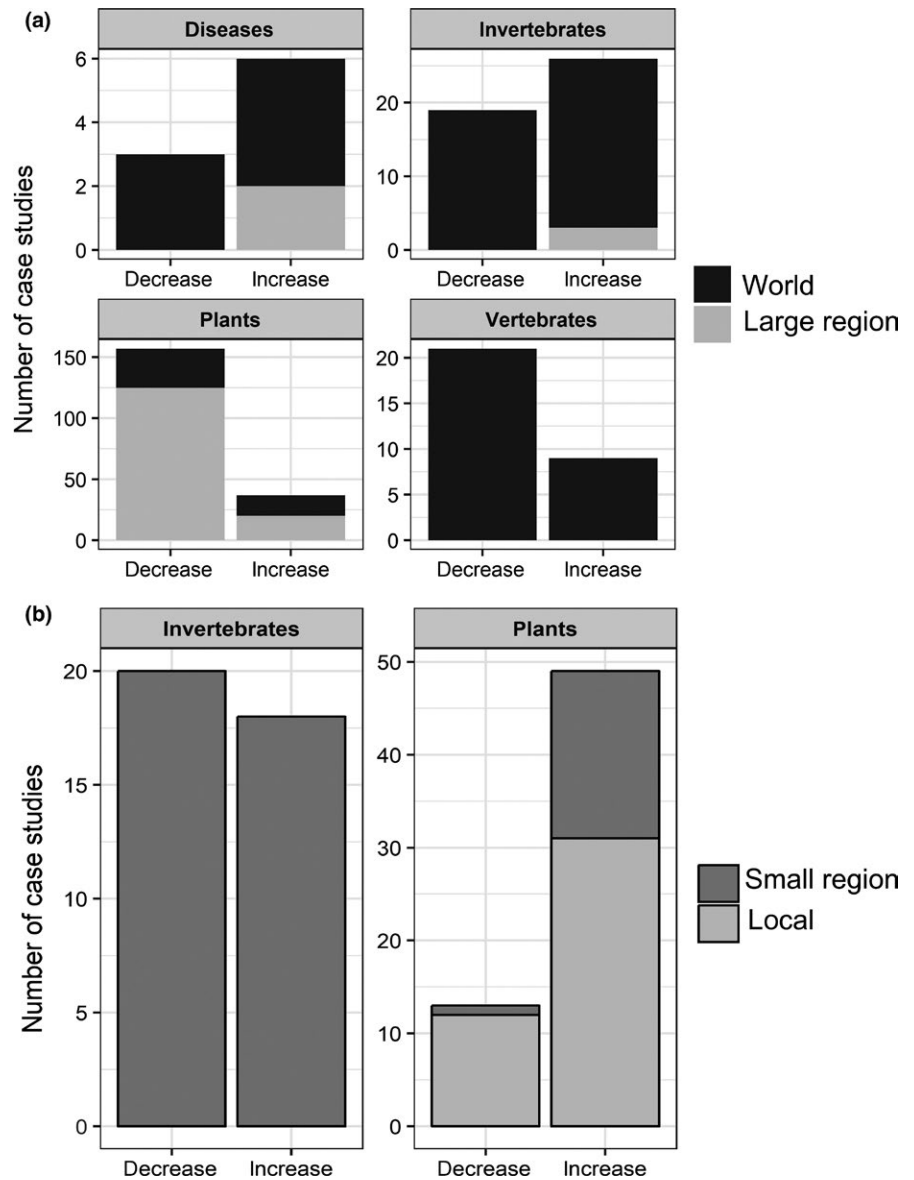 (a)
Diseases
Invertebrates
Number of case studies
6
4
2
0
Decrease
Increase
20
10
0
Decrease
Increase
World
Large region
Plants
Vertebrates
150
100
50
0
Decrease
Increase
20
15
10
5
0
Decrease
Increase
(b)
Invertebrates
Plants
Number of case studies
20
15
10
5
0
Decrease
Increase
50
40
30
20
10
0
Decrease
Increase
Small region
Local